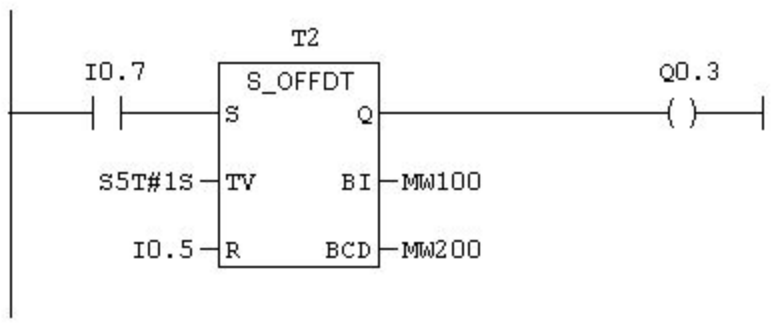 T2
I0.7
S_OFFDT
Q0.3
S
Q
S5T#1S
TV
BI
MW100
I0.5
R
BCD
MW200